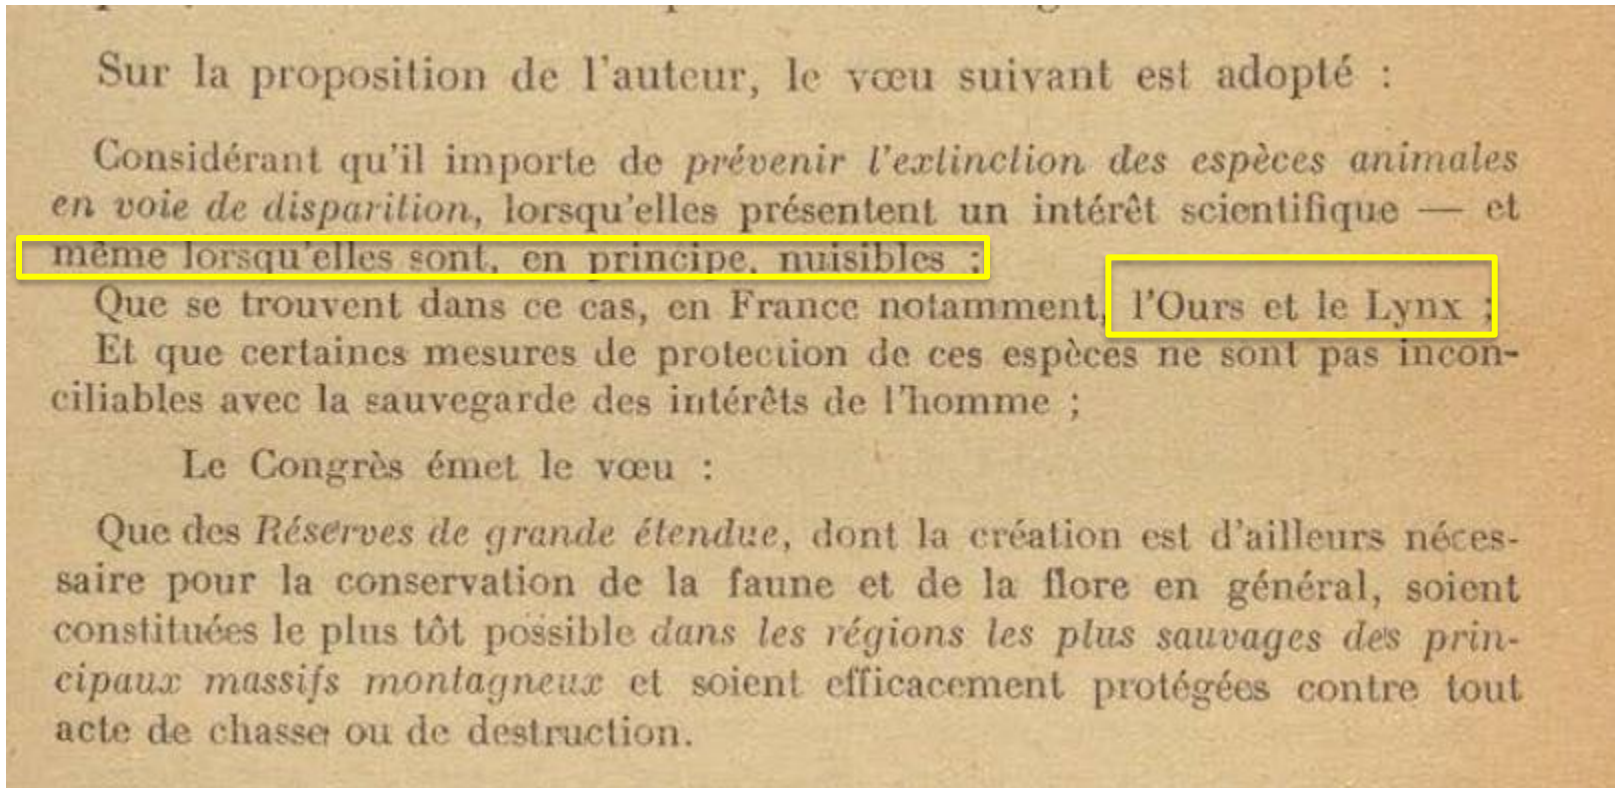 Sur la proposition de l'auteur, le vœu suivant est adopté :
Considérant qu'il importe de prévenir l'extinction des espèces animales
en voie de disparition, lorsqu'elles présentent un intérêt scientifique — et
même lorsqu'elles sont, en principe, nuisibles ;
Que se trouvent dans ce cas, en France notamment, l'Ours et le Lynx ;
Et que certaines mesures de protection de ces espèces ne sont pas incon-
ciliables avec la sauvegarde des intérêts de l'homme ;
Le Congrès émet le vœu :
Que des Réserves de grande étendue, dont la création est d'ailleurs néces-
saire pour la conservation de la faune et de la flore en général, soient
constituées le plus tôt possible dans les régions les plus sauvages des prin-
cipaux massifs montagneux et soient efficacement protégées contre tout
acte de chasse ou de destruction.